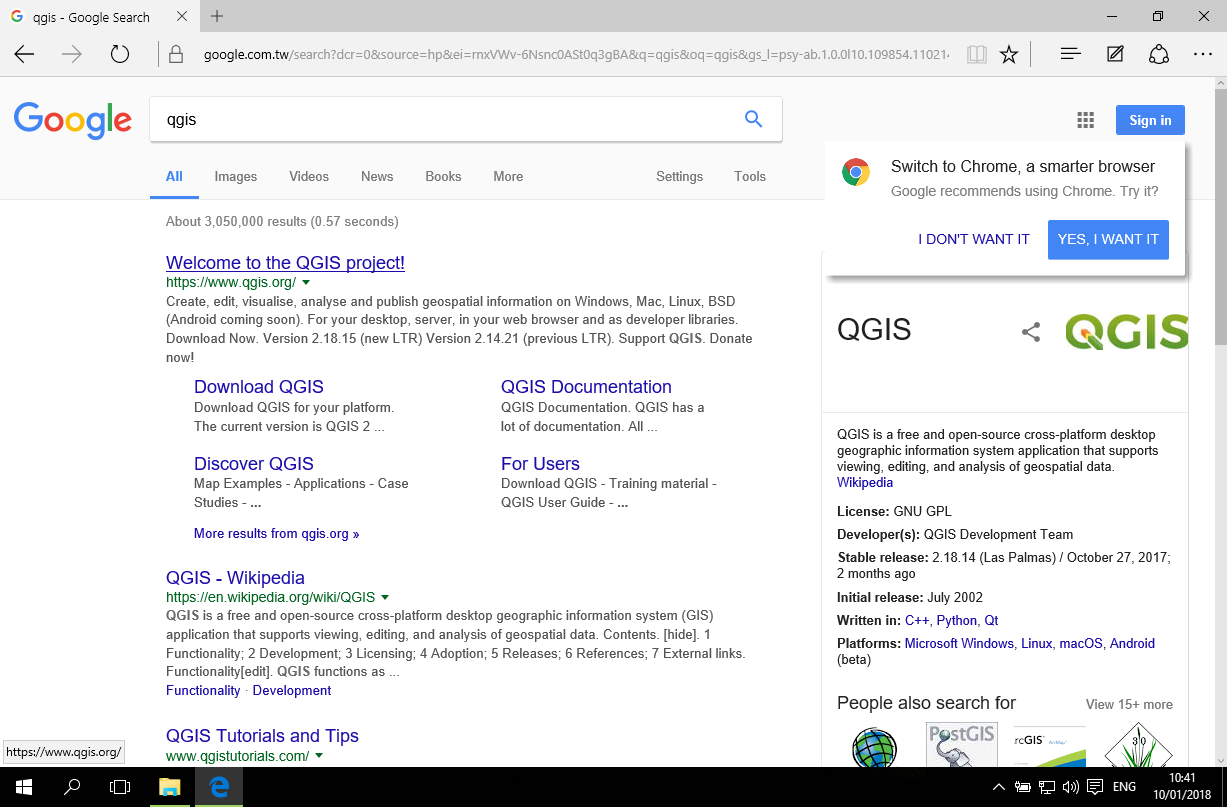 qgis - Google Search
google.com.tw/search?dcr=0&source=hp&ei=rnxVWv-6Nsnc0ASt0q3gBA&q=qgis&oq=qgis&gs_l=psy-ab.1.0.0l10.109854.11021
Google
qgis
Sign in
All Images Videos News Books More Settings Tools
Switch to Chrome, a smarter browser
Google recommends using Chrome. Try it?
I DON'T WANT IT YES, I WANT IT
About 3,050,000 results (0.57 seconds)
Welcome to the QGIS project!
https://www.qgis.org/
Create, edit, visualise, analyse and publish geospatial information on Windows, Mac, Linux, BSD
(Android coming soon). For your desktop, server, in your web browser and as developer libraries.
Download Now. Version 2.18.15 (new LTR) Version 2.14.21 (previous LTR). Support QGIS. Donate
now!
Download QGIS
Download QGIS for your platform.
The current version is QGIS 2 ...
QGIS Documentation
QGIS Documentation. QGIS has a
lot of documentation. All ...
Discover QGIS
Map Examples - Applications - Case
Studies - ...
For Users
Download QGIS - Training material -
QGIS User Guide - ...
More results from qgis.org »
QGIS - Wikipedia
https://en.wikipedia.org/wiki/QGIS
QGIS is a free and open-source cross-platform desktop geographic information system (GIS)
application that supports viewing, editing, and analysis of geospatial data. Contents. [hide]. 1
Functionality; 2 Development; 3 Licensing; 4 Adoption; 5 Releases; 6 References; 7 External links.
Functionality[edit]. QGIS functions as ...
Functionality · Development
QGIS Tutorials and Tips
www.qgistutorials.com/
QGIS
QGIS
QGIS is a free and open-source cross-platform desktop
geographic information system application that supports
viewing, editing, and analysis of geospatial data.
Wikipedia
License: GNU GPL
Developer(s): QGIS Development Team
Stable release: 2.18.14 (Las Palmas) / October 27, 2017;
2 months ago
Initial release: July 2002
Written in: C++, Python, Qt
Platforms: Microsoft Windows, Linux, macOS, Android
(beta)
People also search for View 15+ more
PostGIS
rcGIS
30
https://www.qgis.org/
ENG
10:41
10/01/2018